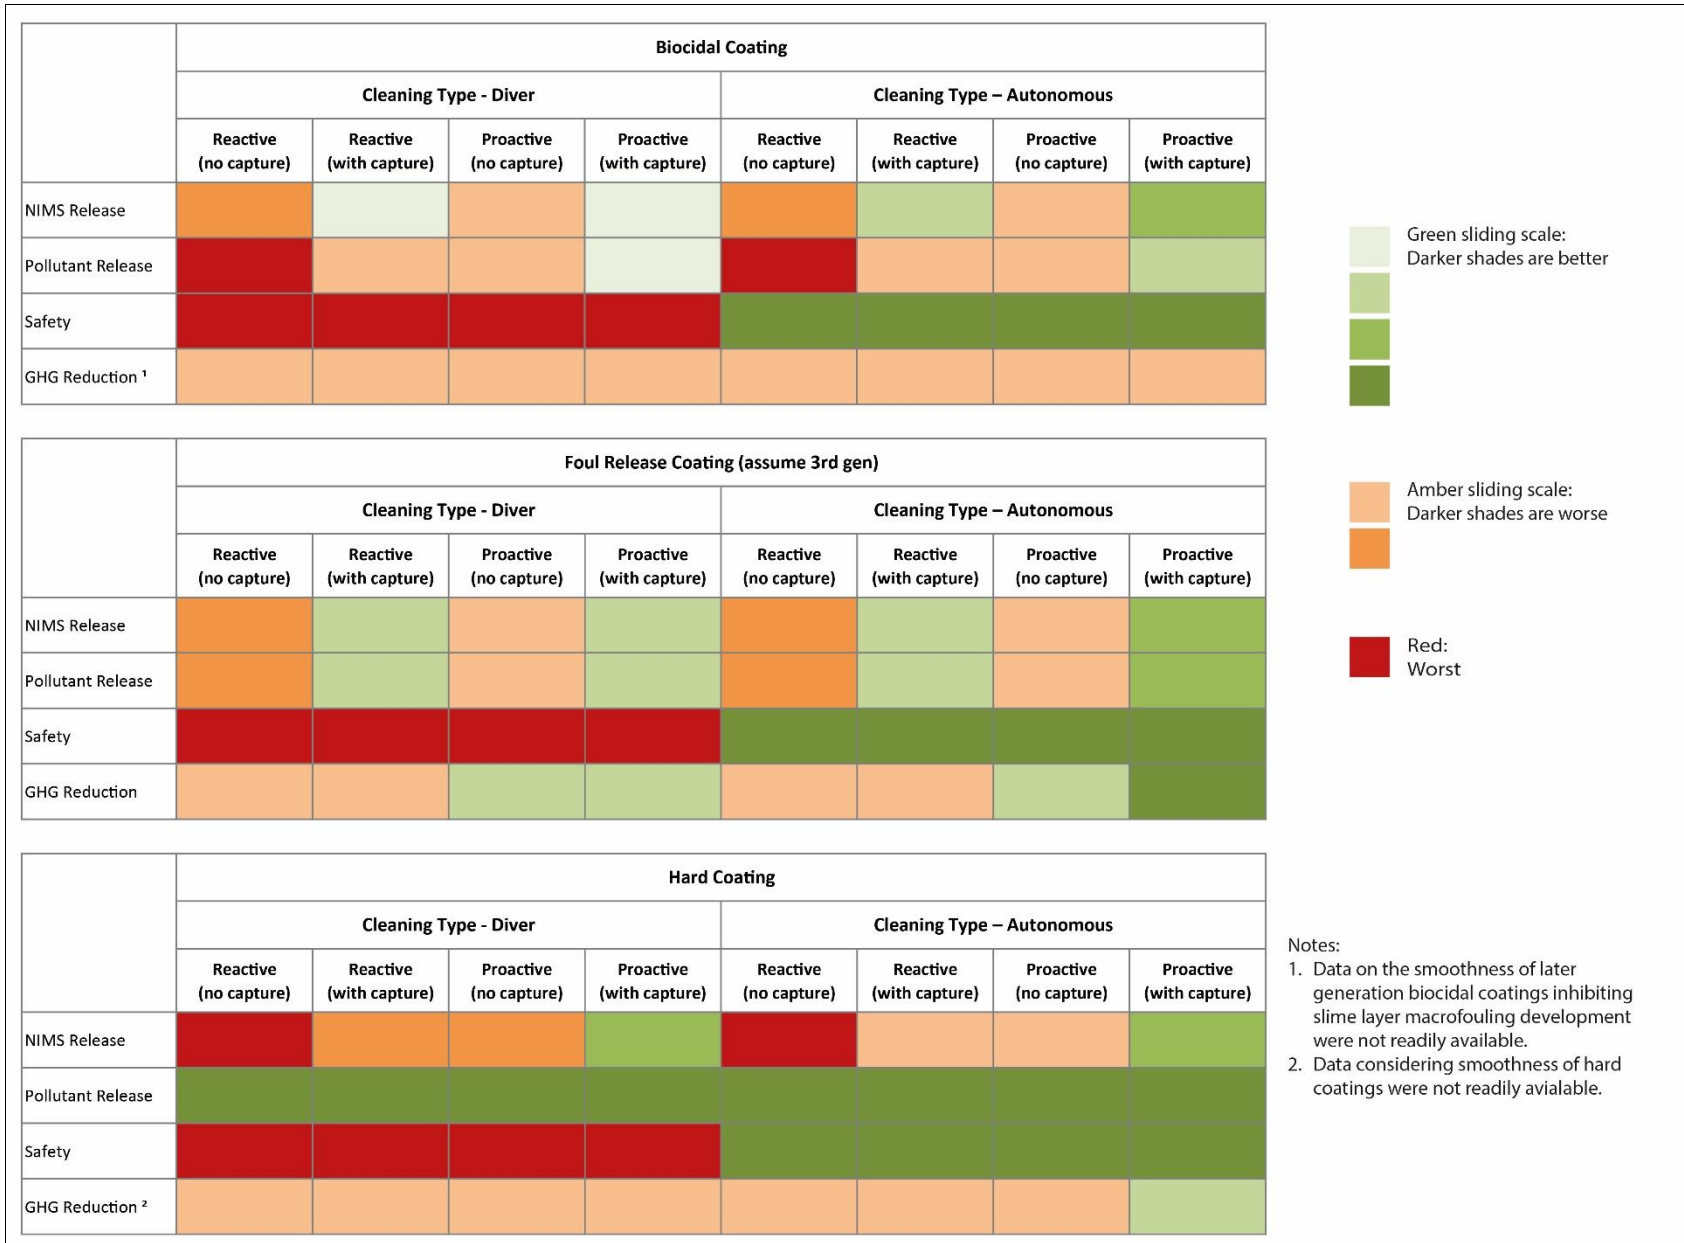 Biocidal Coating
Cleaning Type - Diver
Cleaning Type – Autonomous
Reactive
(no capture)
Reactive
(with capture)
Proactive
(no capture)
Proactive
(with capture)
Reactive
(no capture)
Reactive
(with capture)
Proactive
(no capture)
Proactive
(with capture)
NIMS Release
Pollutant Release
Safety
GHG Reduction ¹
Green sliding scale:
Darker shades are better
Foul Release Coating (assume 3rd gen)
Cleaning Type - Diver
Cleaning Type – Autonomous
Reactive
(no capture)
Reactive
(with capture)
Proactive
(no capture)
Proactive
(with capture)
Reactive
(no capture)
Reactive
(with capture)
Proactive
(no capture)
Proactive
(with capture)
NIMS Release
Pollutant Release
Safety
GHG Reduction
Amber sliding scale:
Darker shades are worse
Red:
Worst
Hard Coating
Cleaning Type - Diver
Cleaning Type – Autonomous
Reactive
(no capture)
Reactive
(with capture)
Proactive
(no capture)
Proactive
(with capture)
Reactive
(no capture)
Reactive
(with capture)
Proactive
(no capture)
Proactive
(with capture)
NIMS Release
Pollutant Release
Safety
GHG Reduction ²
Notes:
1. Data on the smoothness of later
generation biocidal coatings inhibiting
slime layer macrofouling development
were not readily available.
2. Data considering smoothness of hard
coatings were not readily avialable.